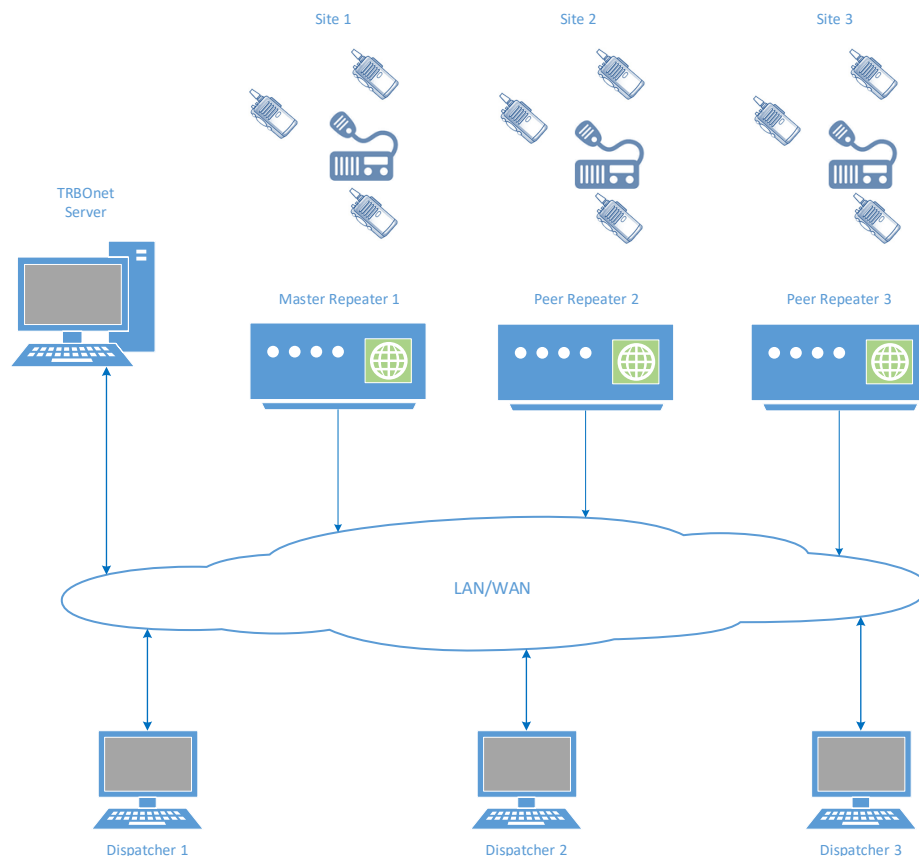 Site 1
Site 2
Site 3
TRBOnet
Server
Master Repeater 1
Peer Repeater 2
Peer Repeater 3
LAN/WAN
Dispatcher 1
Dispatcher 2
Dispatcher 3